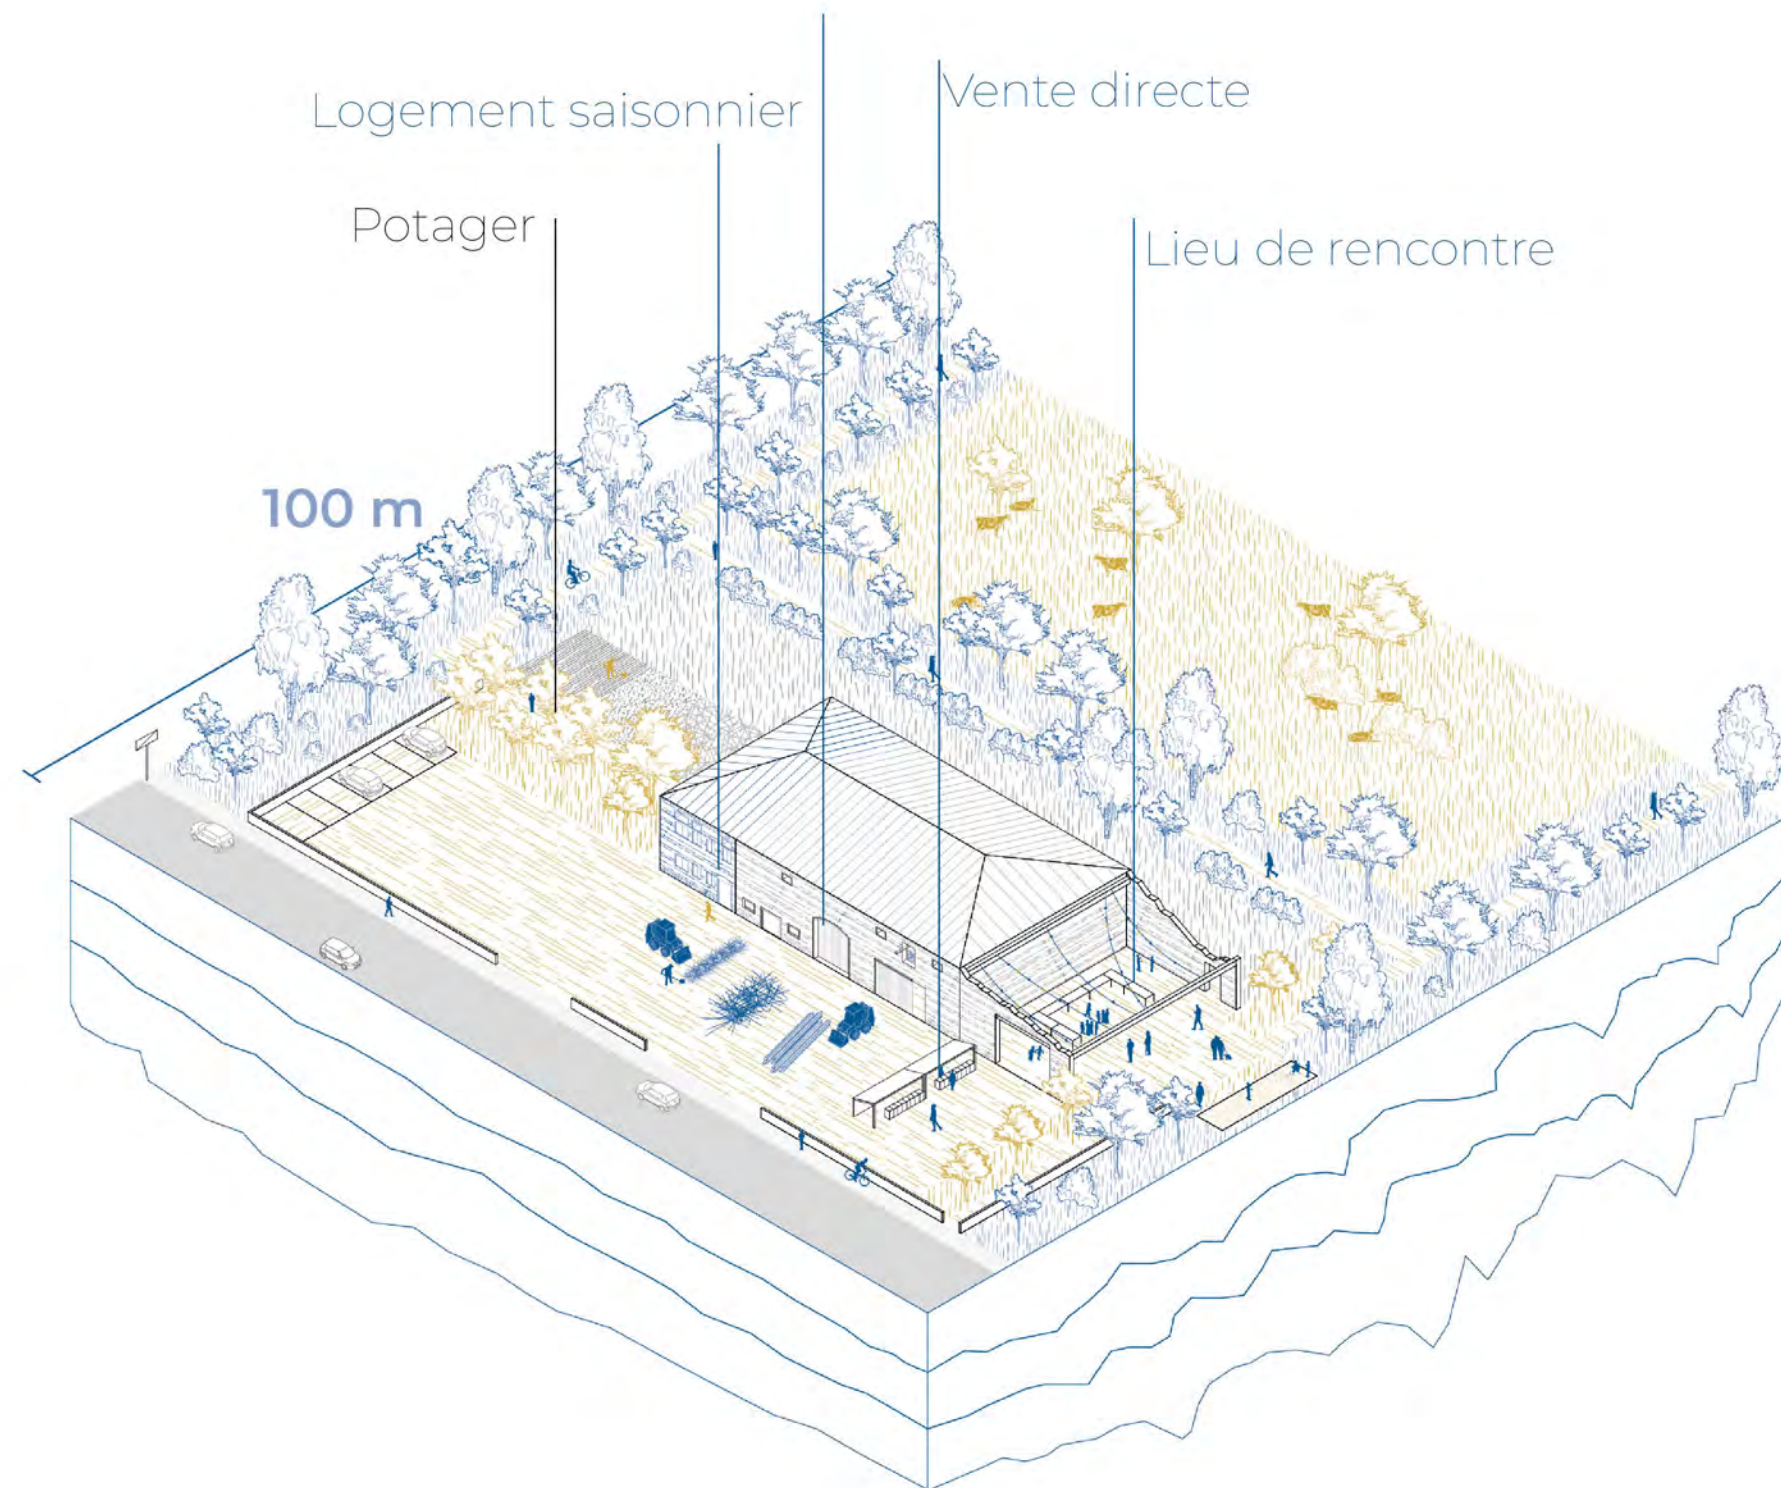 Vente directe
Logement saisonnier
Potager
Lieu de rencontre
100 m